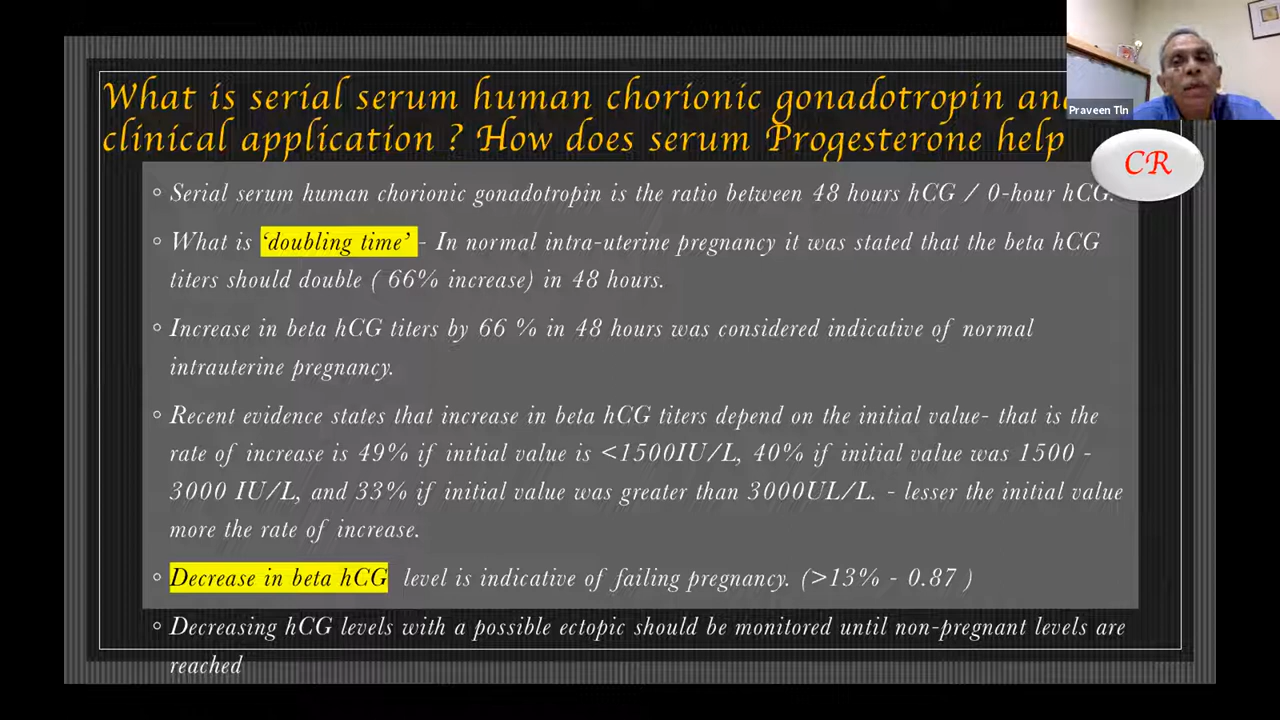 What is serial serum human chorionic gonadotropin and
clinical application ? How does serum Progesterone help
Praveen Tln
CR
◦ Serial serum human chorionic gonadotropin is the ratio between 48 hours hCG / 0-hour hCG.
◦ What is ‘doubling time’ - In normal intra-uterine pregnancy it was stated that the beta hCG
titers should double ( 66% increase) in 48 hours.
◦ Increase in beta hCG titers by 66 % in 48 hours was considered indicative of normal
intrauterine pregnancy.
◦ Recent evidence states that increase in beta hCG titers depend on the initial value- that is the
rate of increase is 49% if initial value is <1500IU/L, 40% if initial value was 1500 -
3000 IU/L, and 33% if initial value was greater than 3000UL/L. - lesser the initial value
more the rate of increase.
◦ Decrease in beta hCG level is indicative of failing pregnancy. (>13% - 0.87 )
◦ Decreasing hCG levels with a possible ectopic should be monitored until non-pregnant levels are
reached